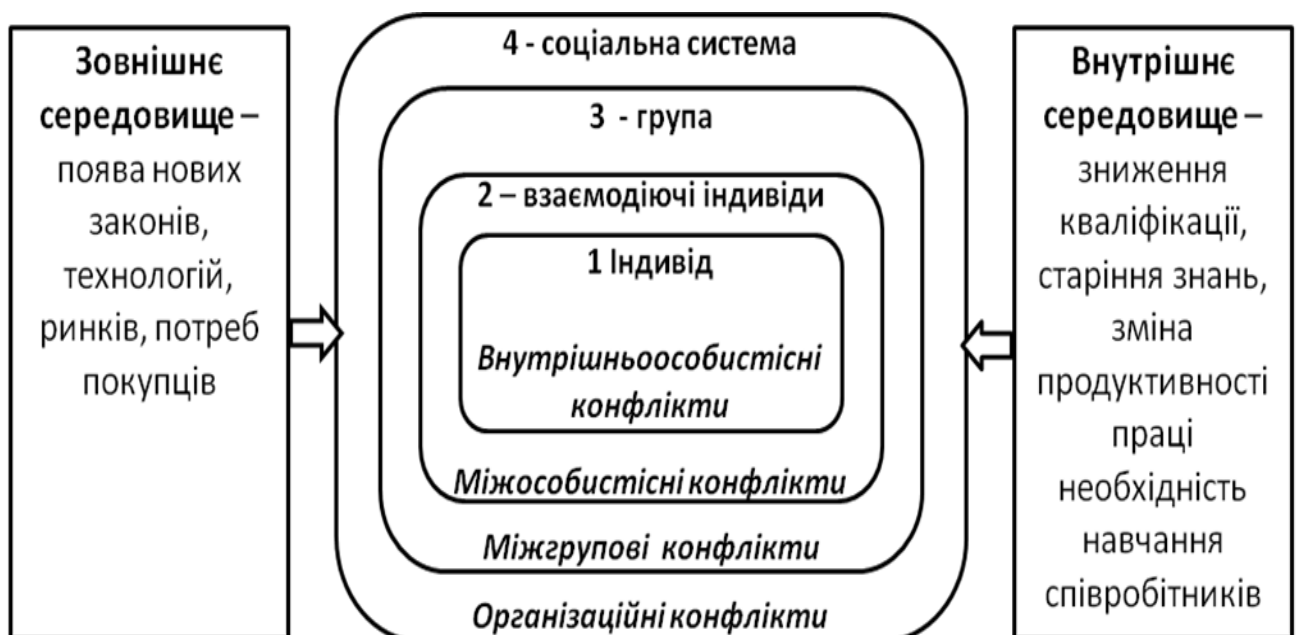 Зовнішнє
середовище –
поява нових
законів,
технологій,
ринків, потреб
покупців
4 - соціальна система
3 - група
2 – взаємодіючі індивіди
1 Індивід
Внутрішньоособистісні
конфлікти
Міжособистісні конфлікти
Міжгрупові конфлікти
Організаційні конфлікти
Внутрішнє
середовище –
зниження
кваліфікації,
старіння знань,
зміна
продуктивності
праці
необхідність
навчання
співробітників